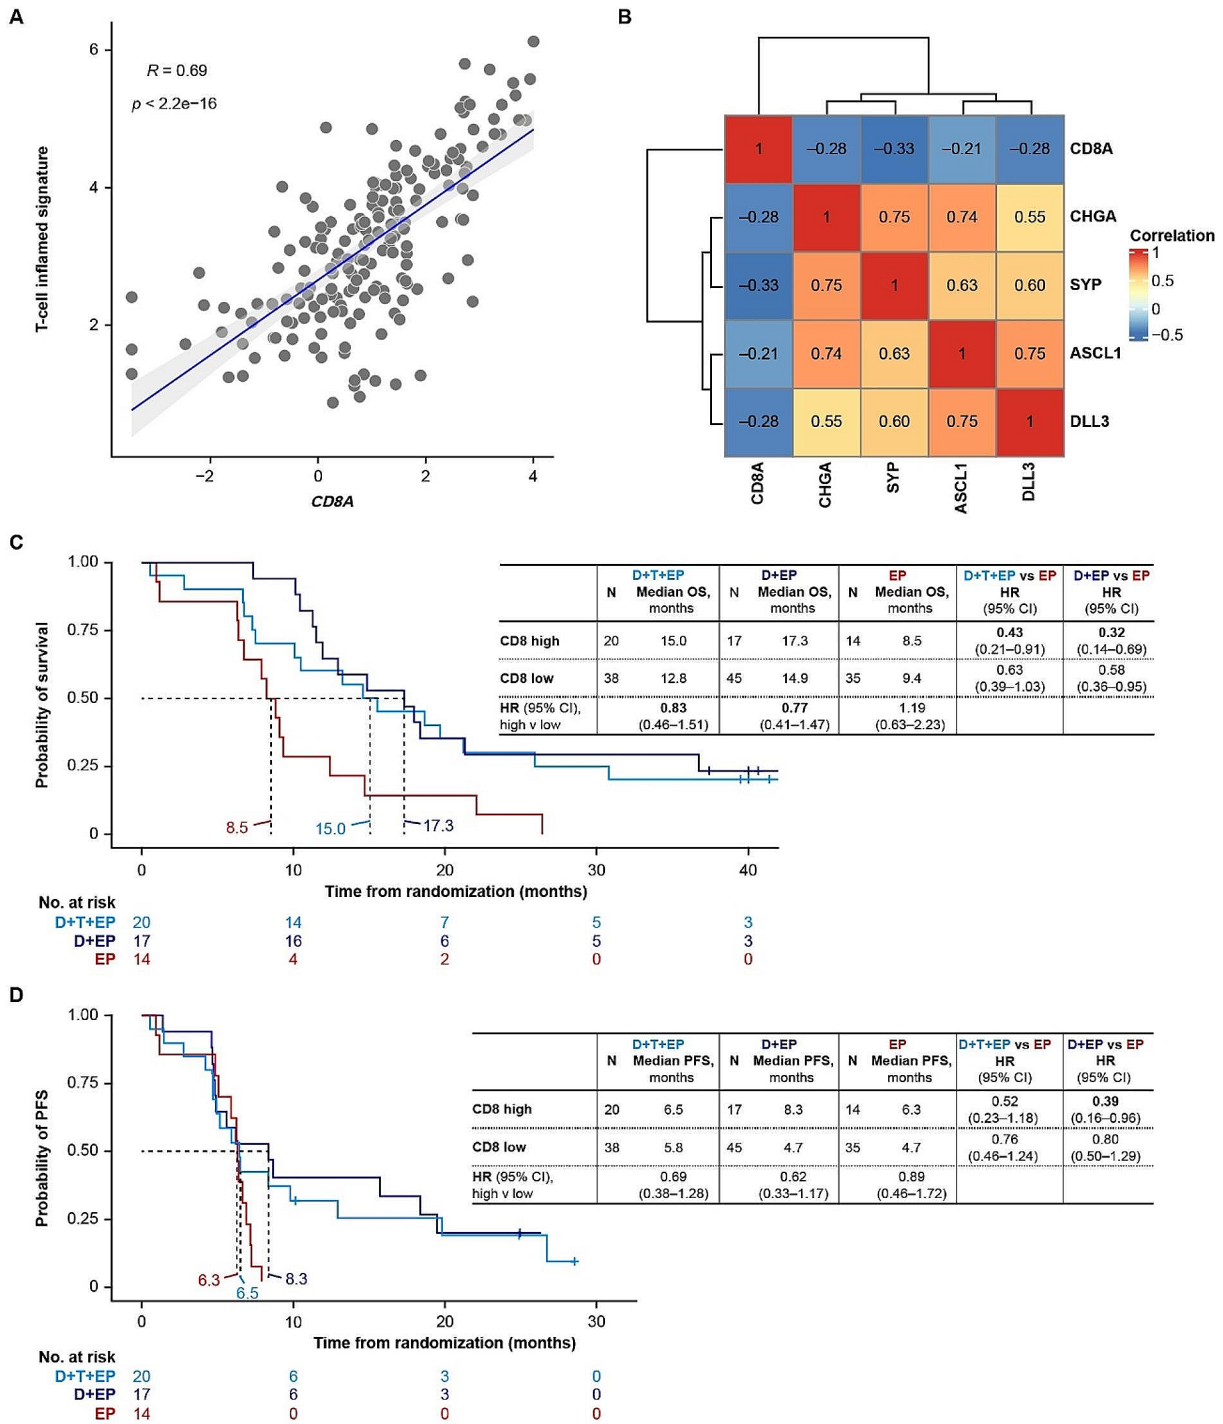 A
R = 0.69
p < 2.2e−16
T-cell inflamed signature
6
4
2
−2
0
2
4
CD8A
B
1 −0.28 −0.33 −0.21 −0.28 CD8A
−0.28 1 0.75 0.74 0.55 CHGA
−0.33 0.75 1 0.63 0.60 SYP
−0.21 0.74 0.63 1 0.75 ASCL1
−0.28 0.55 0.60 0.75 1 DLL3
CD8A CHGA SYP ASCL1 DLL3
Correlation
1
0.5
0
−0.5
C
Probability of survival
1.00
0.75
0.50
0.25
0
8.5 15.0 17.3
0 10 20 30 40
Time from randomization (months)
D+T+EP D+EP EP D+T+EP vs EP D+EP vs EP
N Median OS, N Median OS, N Median OS, HR HR
months months months (95% CI) (95% CI)
CD8 high 20 15.0 17 17.3 14 8.5 0.43 0.32
(0.21–0.91) (0.14–0.69)
CD8 low 38 12.8 45 14.9 35 9.4 0.63 0.58
(0.39–1.03) (0.36–0.95)
HR (95% CI), 0.83 0.77 1.19
high v low (0.46–1.51) (0.41–1.47) (0.63–2.23)
No. at risk
D+T+EP 20 14 7 5 3
D+EP 17 16 6 5 3
EP 14 4 2 0 0
D
Probability of PFS
1.00
0.75
0.50
0.25
0
6.3 6.5 8.3
0 10 20 30
Time from randomization (months)
D+T+EP D+EP EP D+T+EP vs EP D+EP vs EP
N Median PFS, N Median PFS, N Median PFS, HR HR
months months months (95% CI) (95% CI)
CD8 high 20 6.5 17 8.3 14 6.3 0.52 0.39
(0.23–1.18) (0.16–0.96)
CD8 low 38 5.8 45 4.7 35 4.7 0.76 0.80
(0.46–1.24) (0.50–1.29)
HR (95% CI), 0.69 0.62 0.89
high v low (0.38–1.28) (0.33–1.17) (0.46–1.72)
No. at risk
D+T+EP 20 6 3 0
D+EP 17 6 3 0
EP 14 0 0 0